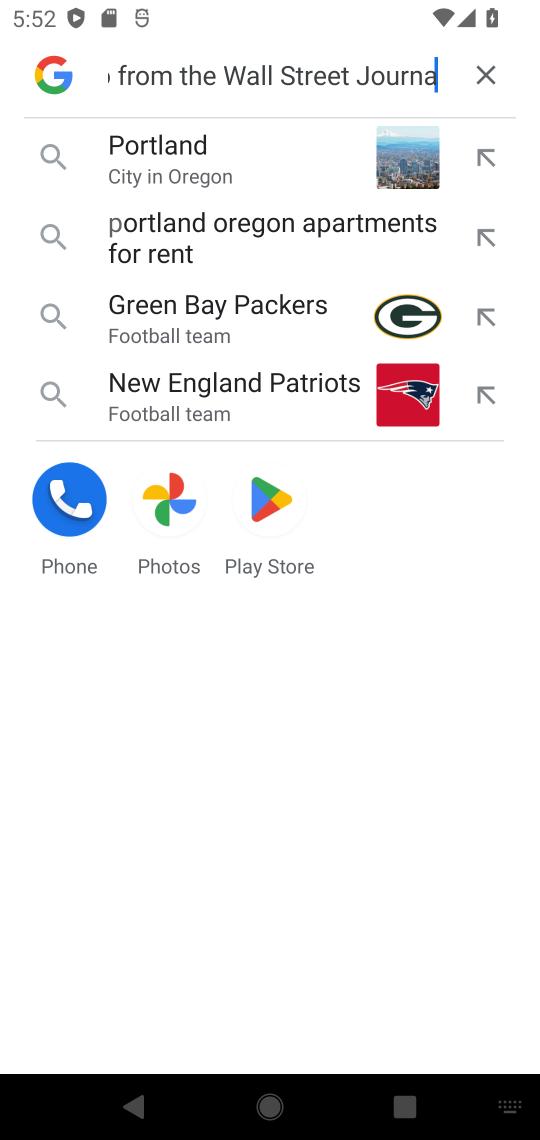 5:52
from the Wall Street Journa
Portland
City in Oregon
portland oregon apartments
for rent
Green Bay Packers
Football team
New England Patriots
Football team
Phone Photos Play Store